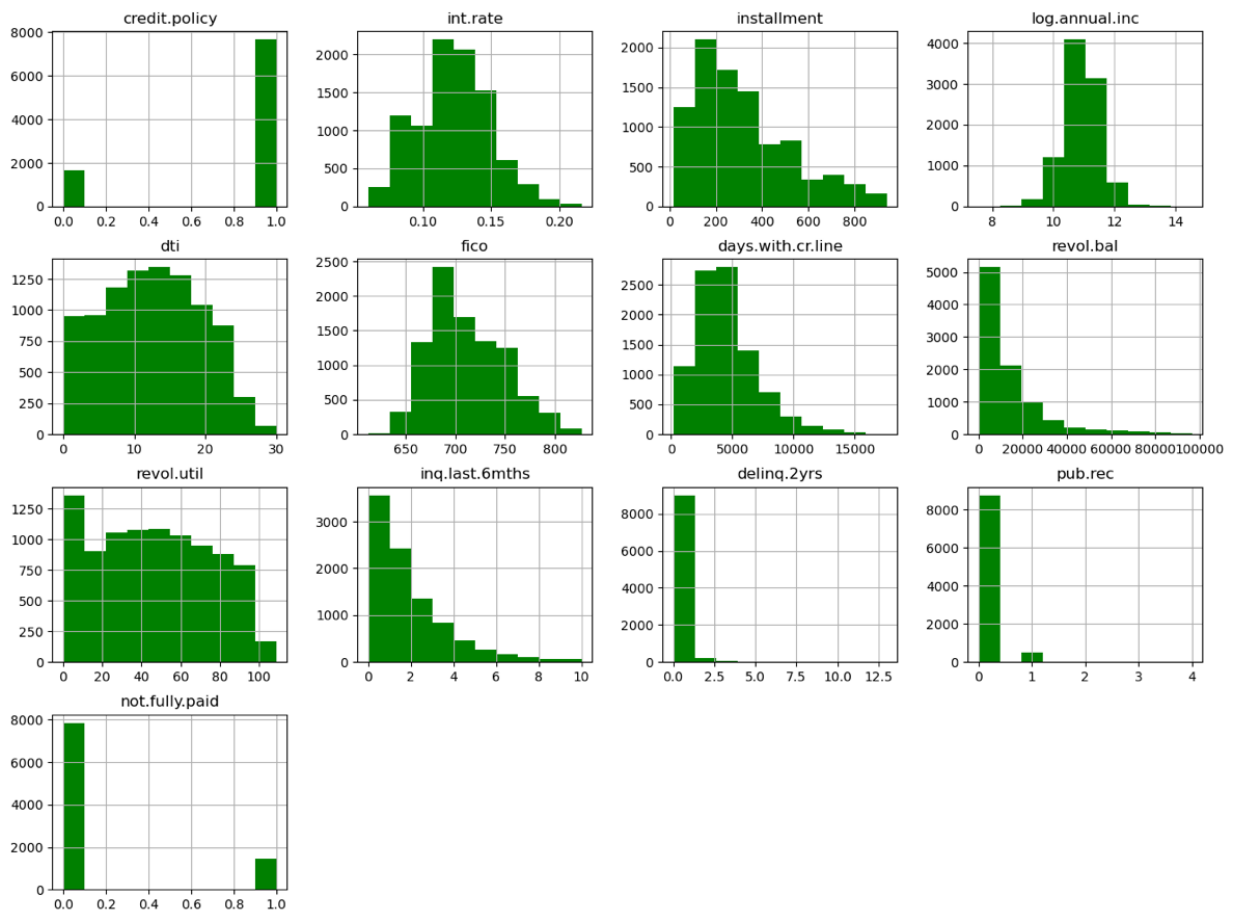 credit.policy int.rate installment log.annual.inc
8000 6000 4000 2000 0
0.0 0.2 0.4 0.6 0.8 1.0
2000 1500 1000 500 0
0.10 0.15 0.20
2000 1500 1000 500 0
0 200 400 600 800
4000 3000 2000 1000 0
8 10 12 14
dti fico days.with.cr.line revol.bal
1250 1000 750 500 250 0
0 10 20 30
2500 2000 1500 1000 500 0
650 700 750 800
2500 2000 1500 1000 500 0
0 5000 10000 15000
5000 4000 3000 2000 1000 0
0 20000 40000 60000 80000 100000
revol.util inq.last.6mths delinq.2yrs pub.rec
1250 1000 750 500 250 0
0 20 40 60 80 100
3000 2000 1000 0
0 2 4 6 8 10
8000 6000 4000 2000 0
0.0 2.5 5.0 7.5 10.0 12.5
8000 6000 4000 2000 0
0 1 2 3 4
not.fully.paid
8000 6000 4000 2000 0
0.0 0.2 0.4 0.6 0.8 1.0